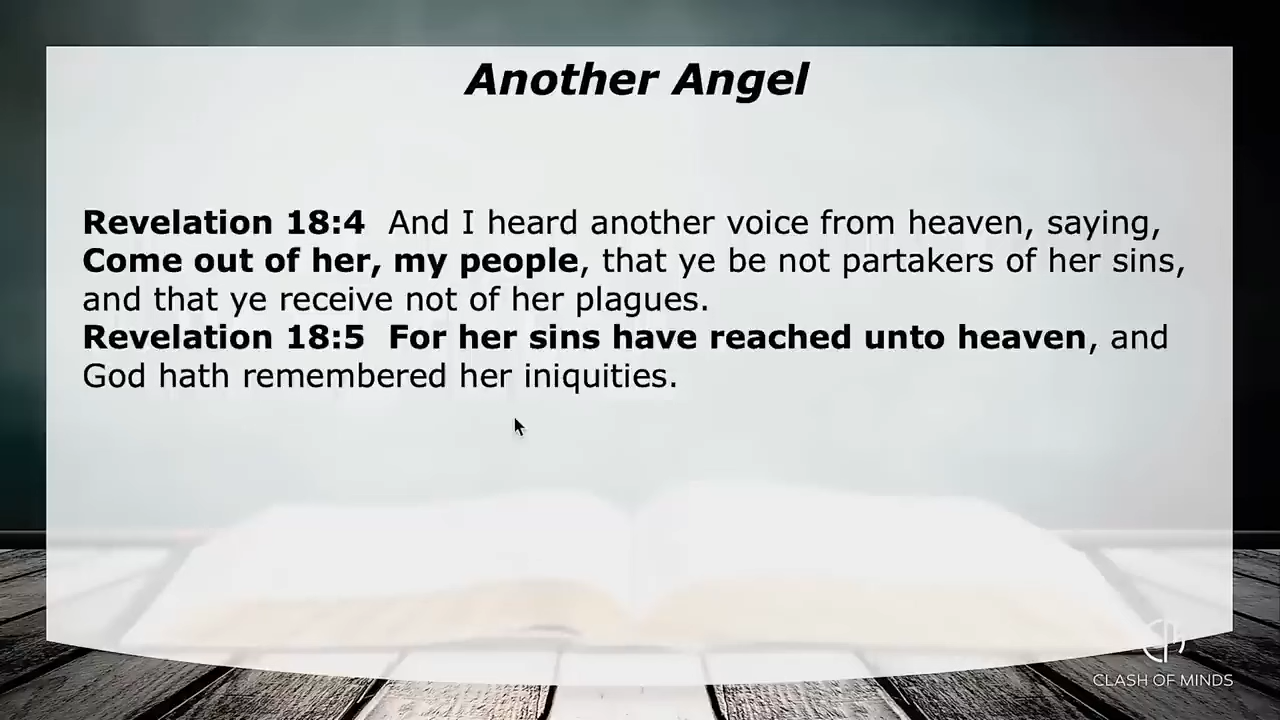 Another Angel
Revelation 18:4 And I heard another voice from heaven, saying,
Come out of her, my people, that ye be not partakers of her sins,
and that ye receive not of her plagues.
Revelation 18:5 For her sins have reached unto heaven, and
God hath remembered her iniquities.
CLASH OF MINDS